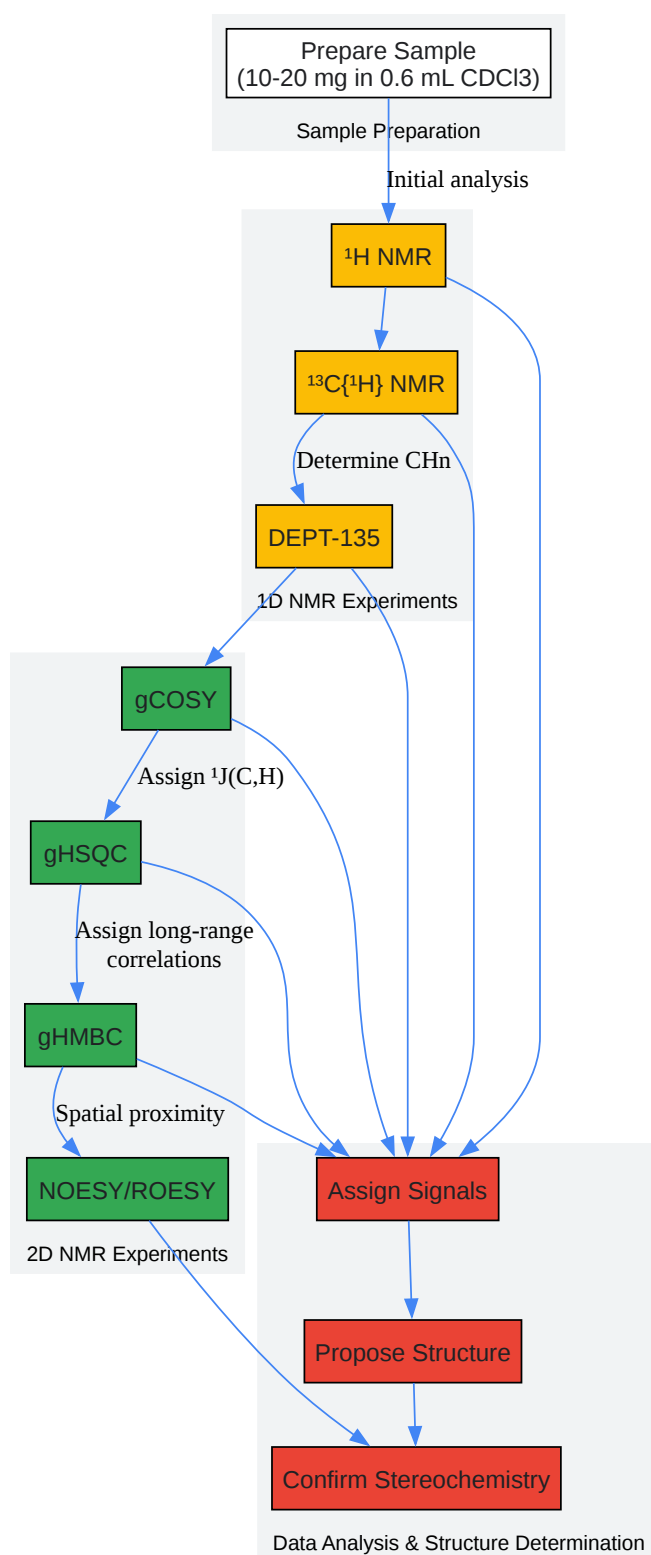 Prepare Sample
(10-20 mg in 0.6 mL CDCl3)
Sample Preparation
Initial analysis
¹H NMR
¹³C{¹H} NMR
Determine CHn
DEPT-135
1D NMR Experiments
gCOSY
Assign ¹J(C,H)
gHSQC
Assign long-range
correlations
gHMBC
Spatial proximity
NOESY/ROESY
Assign Signals
2D NMR Experiments
Propose Structure
Confirm Stereochemistry
Data Analysis & Structure Determination